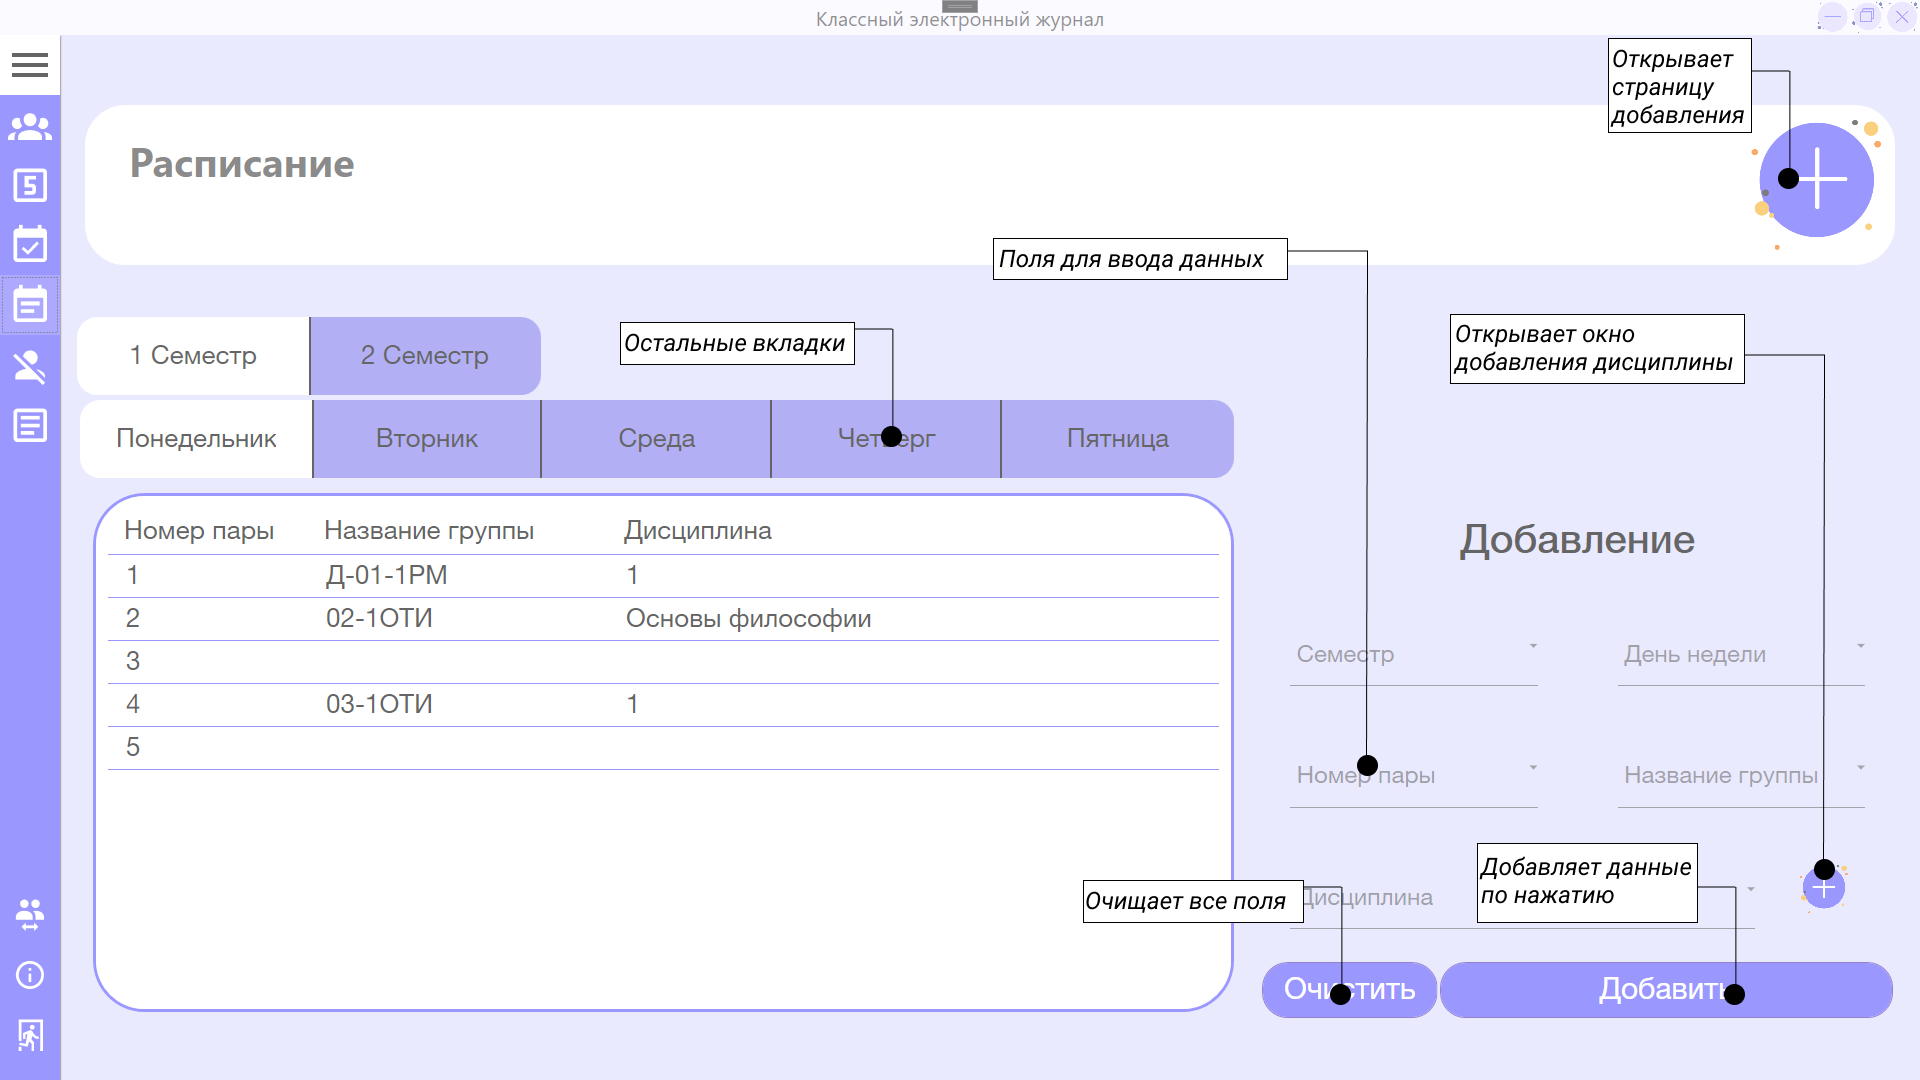 Классный электронный журнал
Открывает
страницу
добавления
Расписание
Поля для ввода данных
1 Семестр
2 Семестр
Остальные вкладки
Открывает окно
добавления дисциплины
Понедельник
Вторник
Среда
Четверг
Пятница
Номер пары Название группы Дисциплина
1 Д-01-1РМ 1
2 02-1ОТИ Основы философии
3
4 03-1ОТИ 1
5
Добавление
Семестр
День недели
Номер пары
Название группы
Добавляет данные
по нажатию
Очищает все поля
Дисциплина
Очистить
Добавить
5